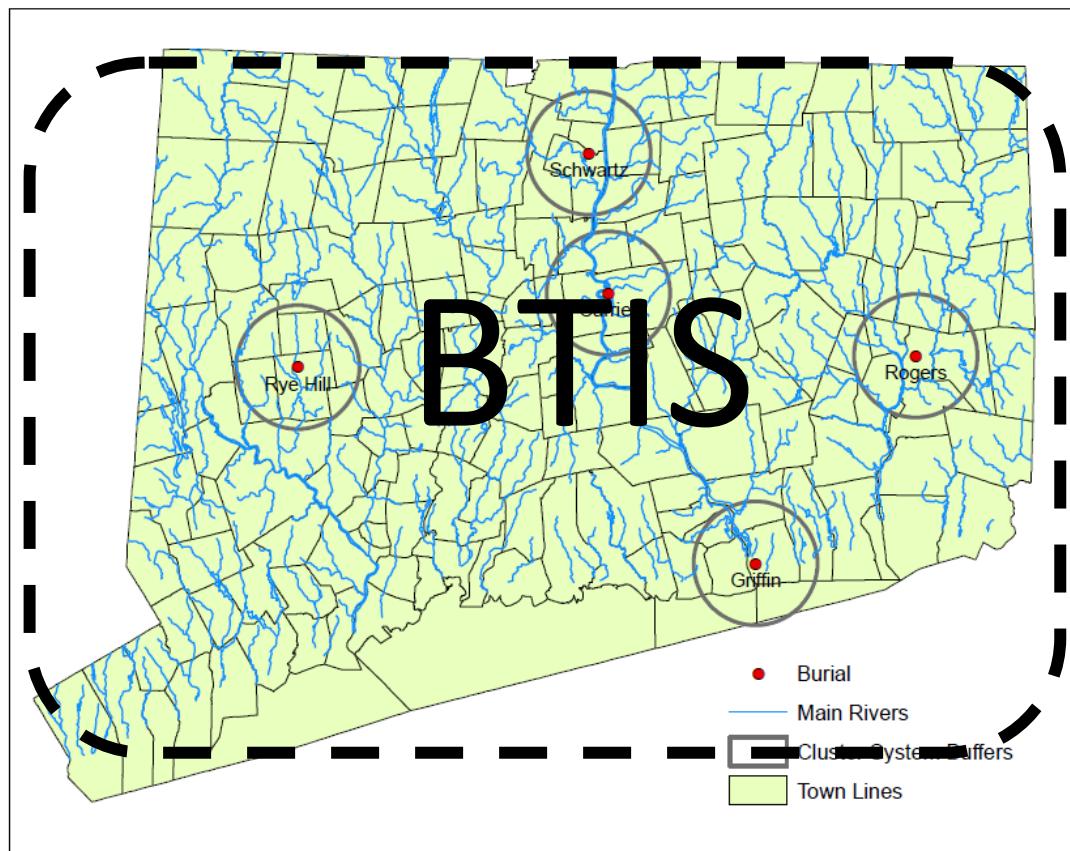 Schwartz
BTIS
Rye Hill
Rogers
Griffin
Burial
Main Rivers
Cluster System Buffers
Town Lines